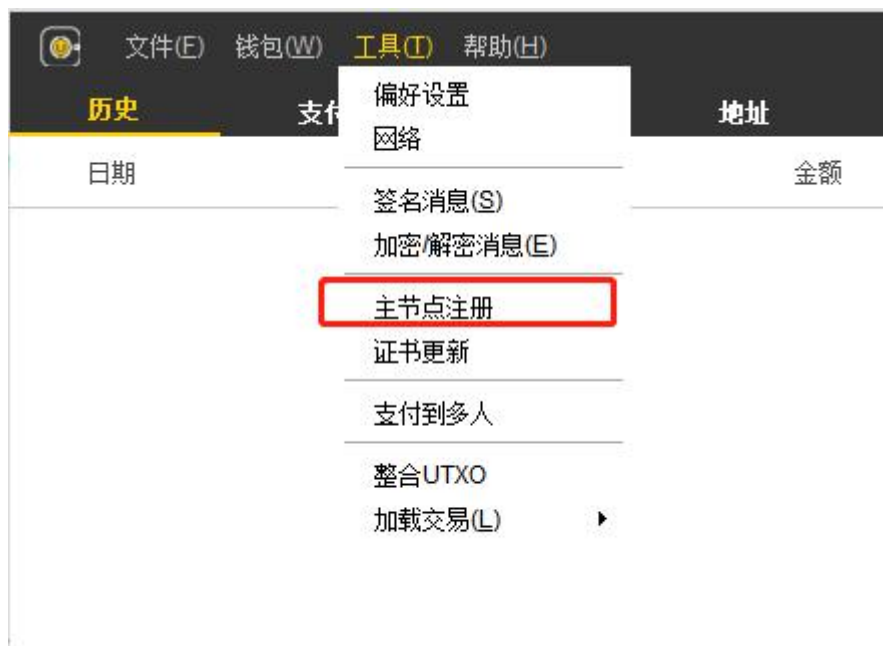 文件(F) 钱包(W) 工具(T) 帮助(H)
历史 支付 地址
日期 金额
偏好设置
网络
签名消息(S)
加密/解密消息(E)
主节点注册
证书更新
支付到多人
整合UTXO
加载交易(L)